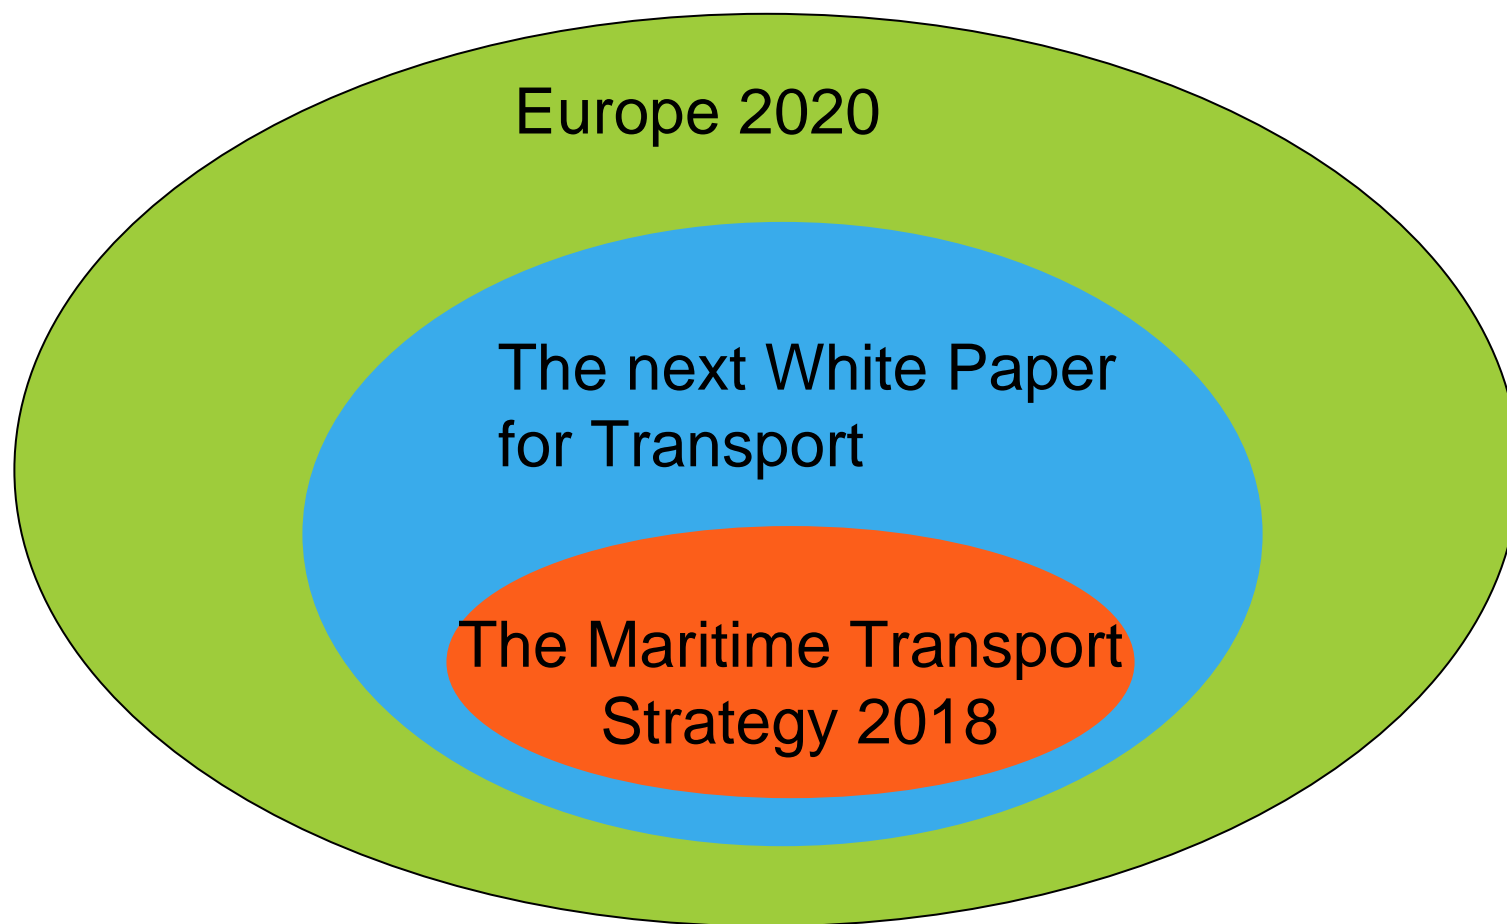 Europe 2020
The next White Paper
for Transport
The Maritime Transport
Strategy 2018